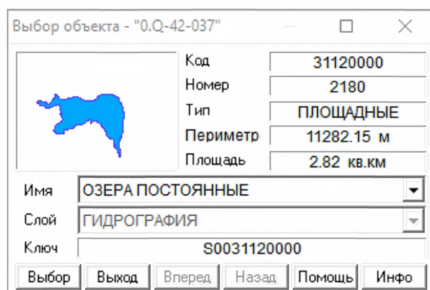 Выбор объекта - "0.Q-42-037"
Код 31120000
Номер 2180
Тип ПЛОЩАДНЫЕ
Периметр 11282.15 м
Площадь 2.82 кв.км
Имя ОЗЕРА ПОСТОЯННЫЕ
Слой ГИДРОГРАФИЯ
Ключ S0031120000
Выбор Выход Вперед Назад Помощь Инфо